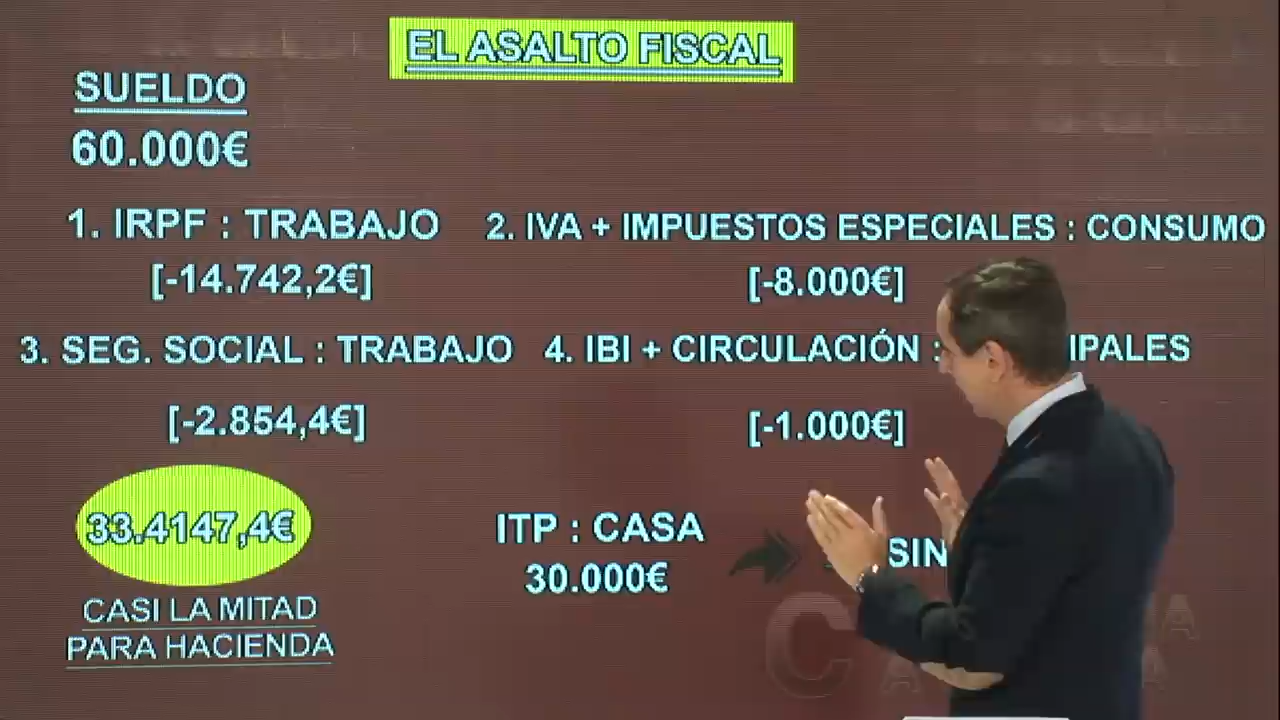 EL ASALTO FISCAL
SUELDO
60.000€
1. IRPF : TRABAJO
[-14.742,2€]
2. IVA + IMPUESTOS ESPECIALES : CONSUMO
[-8.000€]
3. SEG. SOCIAL : TRABAJO
[-2.854,4€]
4. IBI + CIRCULACIÓN : IPALES
[-1.000€]
33.4147,4€
CASI LA MITAD
PARA HACIENDA
ITP : CASA
30.000€
SIN